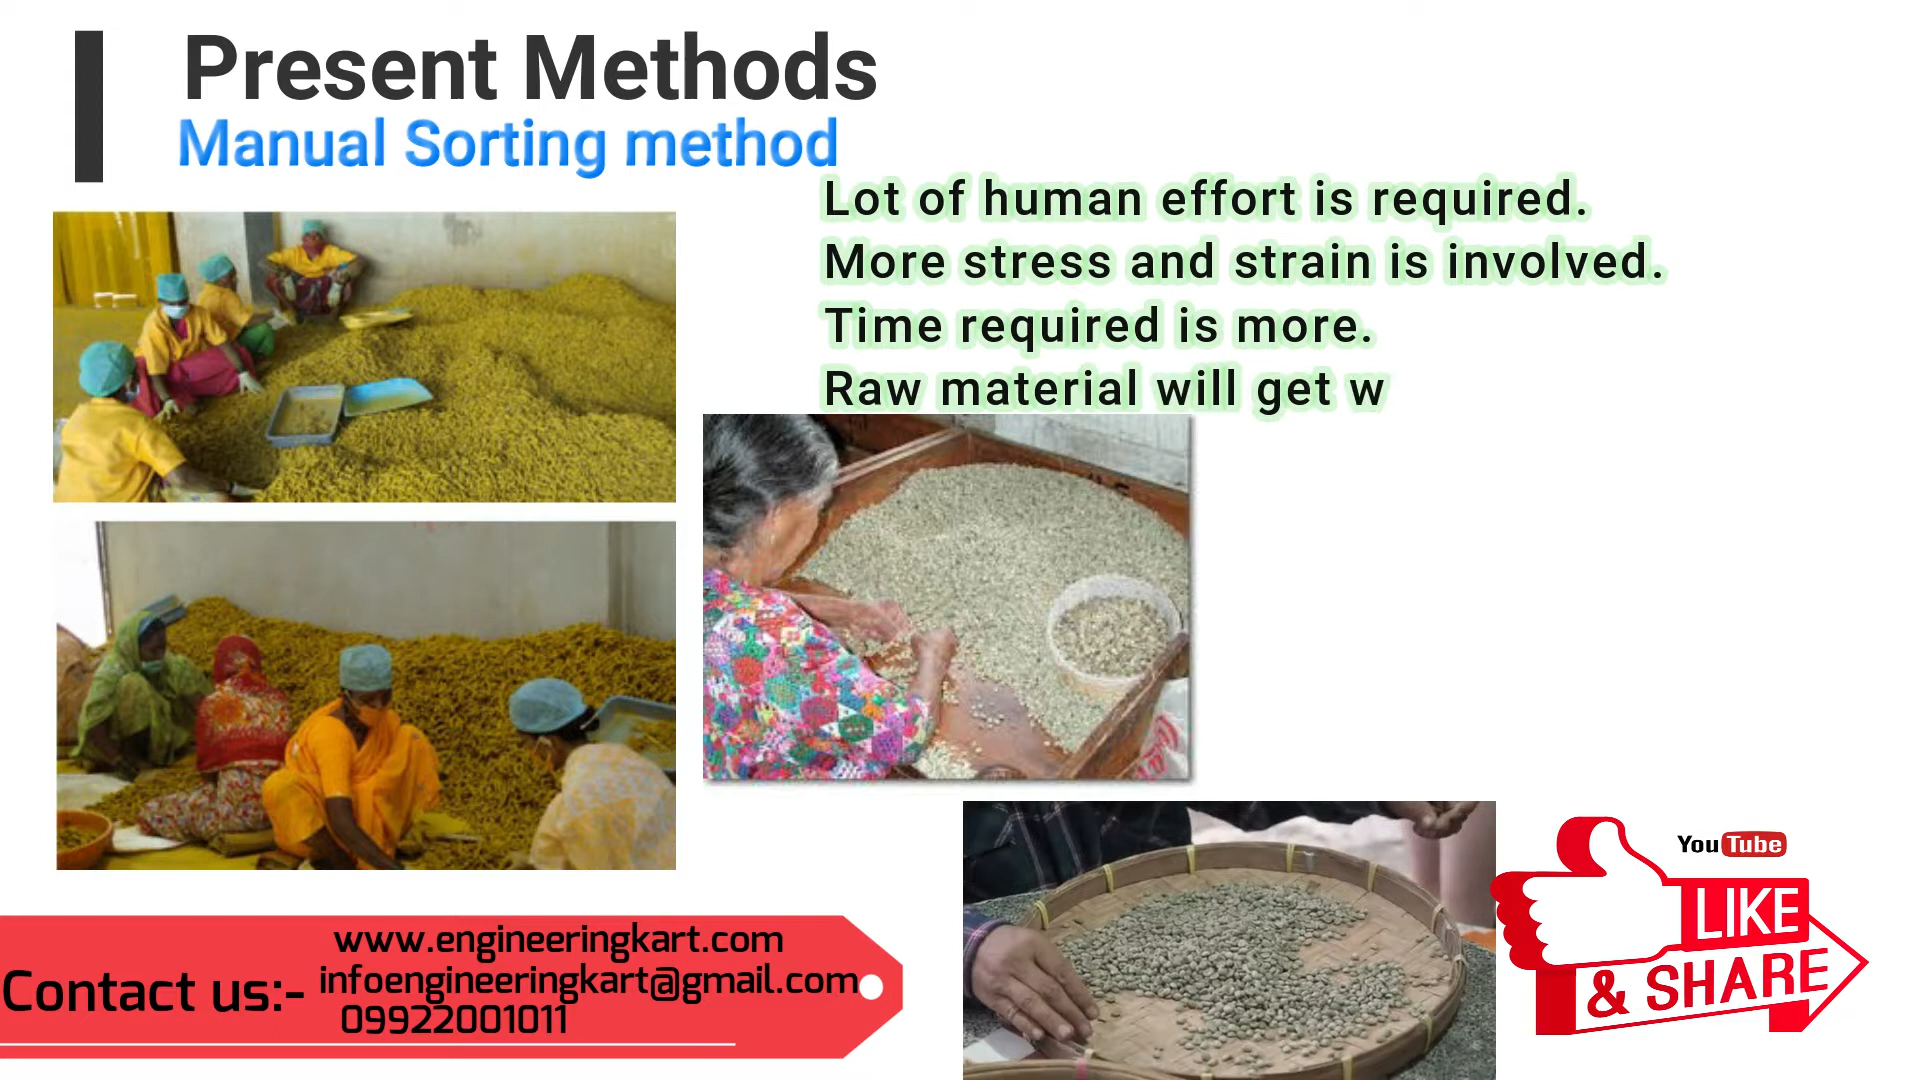 Present Methods
Manual Sorting method
Lot of human effort is required.
More stress and strain is involved.
Time required is more.
Raw material will get w
YouTube
LIKE
& SHARE
www.engineeringkart.com
Contact us:- infoengineeringkart@gmail.com
09922001011